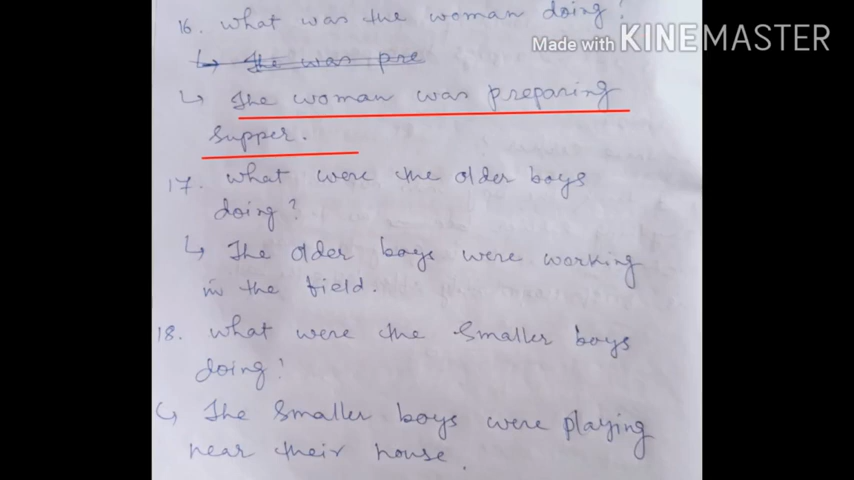 16. What was the woman doing?
Made with KINEMASTER
↳ She was pre
↳ The woman was preparing
supper.
17. What were the older boys
doing?
↳ The older boys were working
in the field.
18. What were the smaller boys
doing?
↳ The smaller boys were playing
near their house.